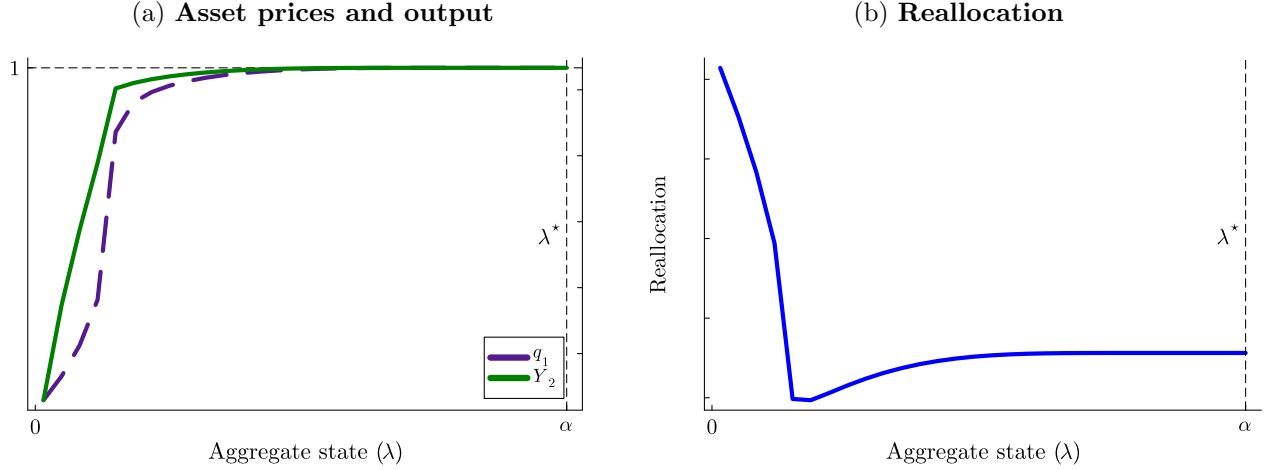 (a) Asset prices and output
1
λ*
q₁
Y₂
0
α
Aggregate state (λ)
(b) Reallocation
Reallocation
λ*
0
α
Aggregate state (λ)